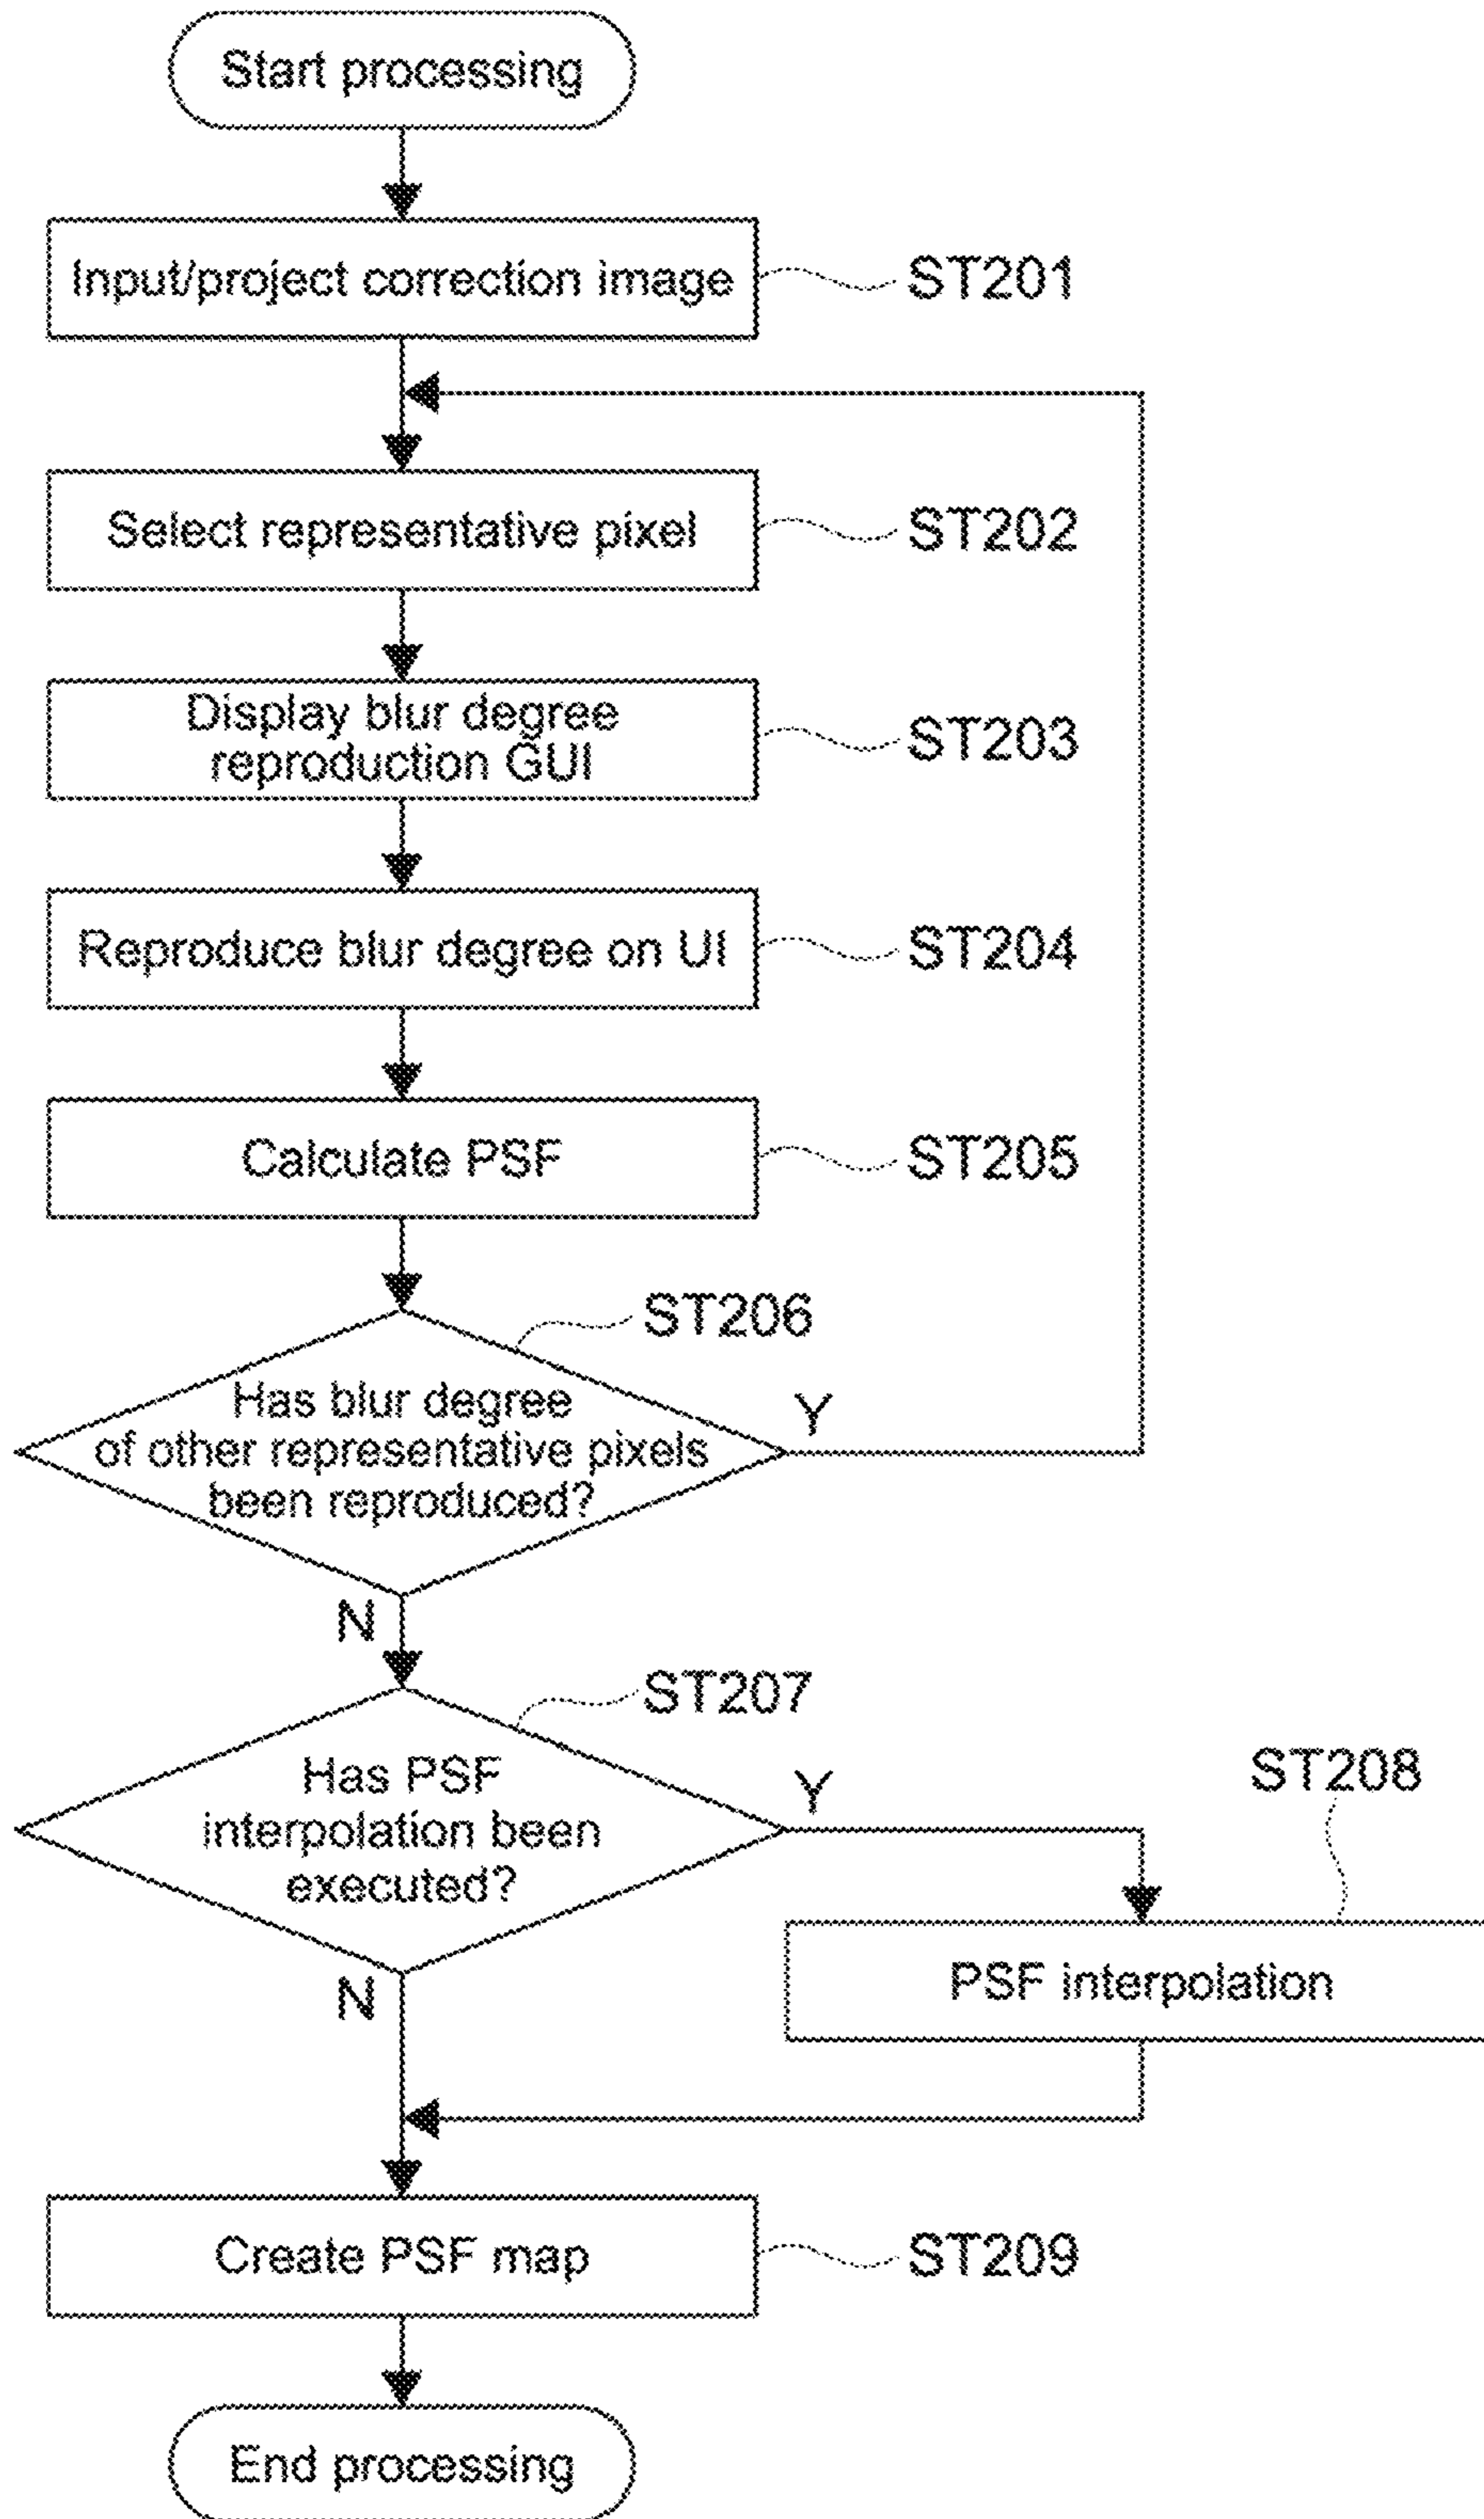 Start processing
Input/project correction image
ST201
Select representative pixel
ST202
Display blur degree
reproduction GUI
ST203
Reproduce blur degree on UI
ST204
Calculate PSF
ST205
ST206
Has blur degree
of other representative pixels
been reproduced?
Y
N
ST207
Has PSF
interpolation been
executed?
Y
N
ST208
PSF interpolation
Create PSF map
ST209
End processing